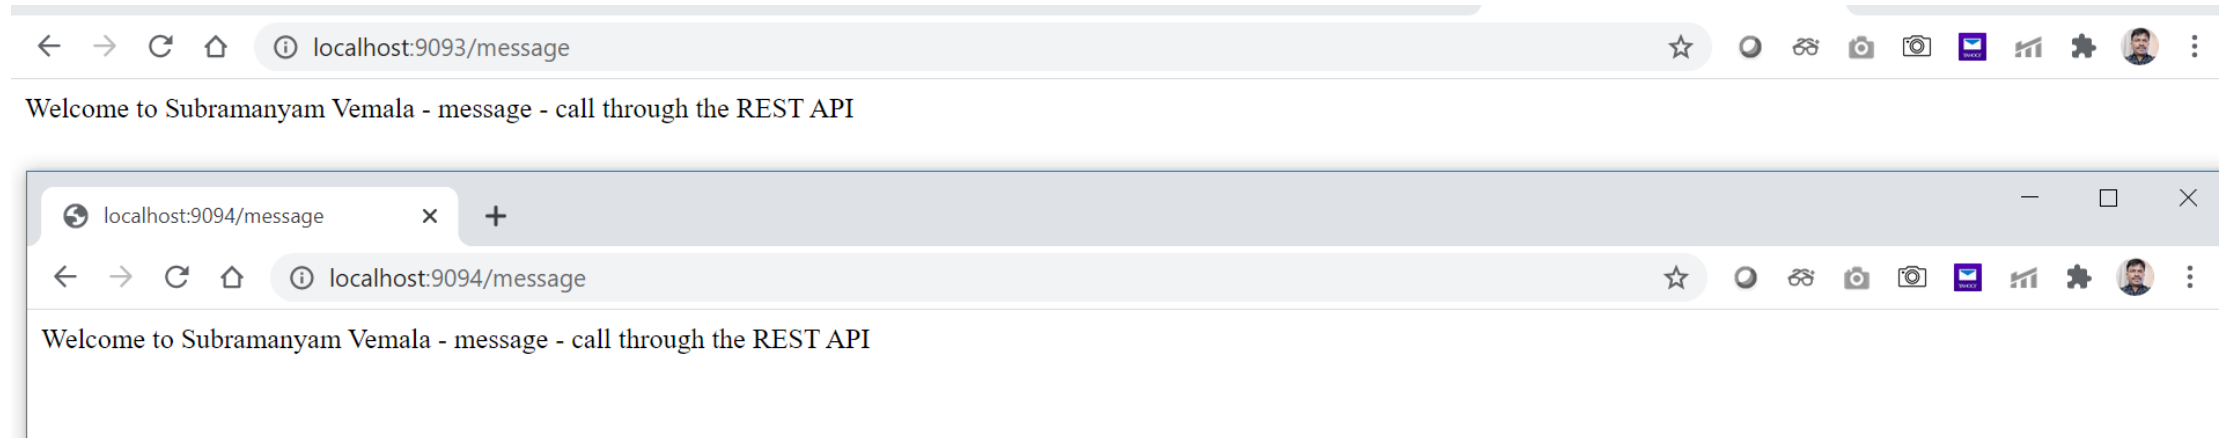 localhost:9093/message
Welcome to Subramanyam Vemala - message - call through the REST API
localhost:9094/message
localhost:9094/message
Welcome to Subramanyam Vemala - message - call through the REST API